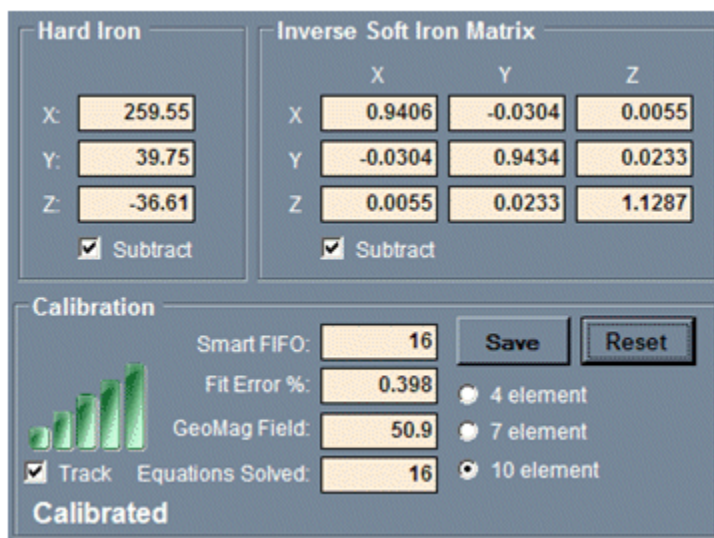 Hard Iron
X: 259.55
Y: 39.75
Z: -36.61
Subtract
Inverse Soft Iron Matrix
X Y Z
X 0.9406 -0.0304 0.0055
Y -0.0304 0.9434 0.0233
Z 0.0055 0.0233 1.1287
Subtract
Calibration
Smart FIFO: 16
Fit Error %: 0.398
GeoMag Field: 50.9
Track Equations Solved: 16
Calibrated
Save Reset
4 element
7 element
10 element